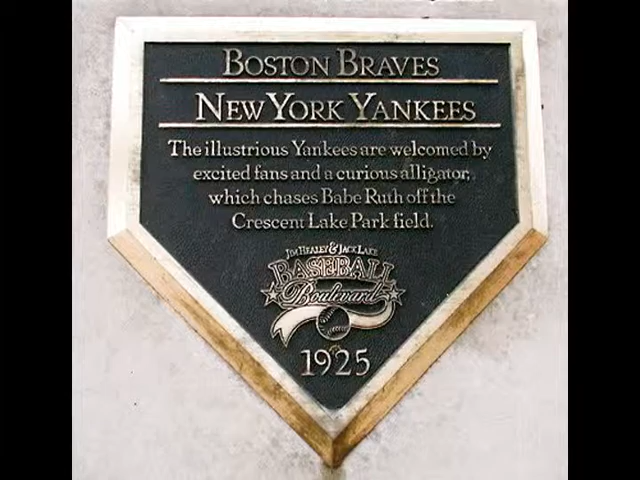 BOSTON BRAVES
NEW YORK YANKEES
The illustrious Yankees are welcomed by
excited fans and a curious alligator,
which chases Babe Ruth off the
Crescent Lake Park field.
JIM HEALEY & JACK LAKE
BASEBALL
Boulevard
1925